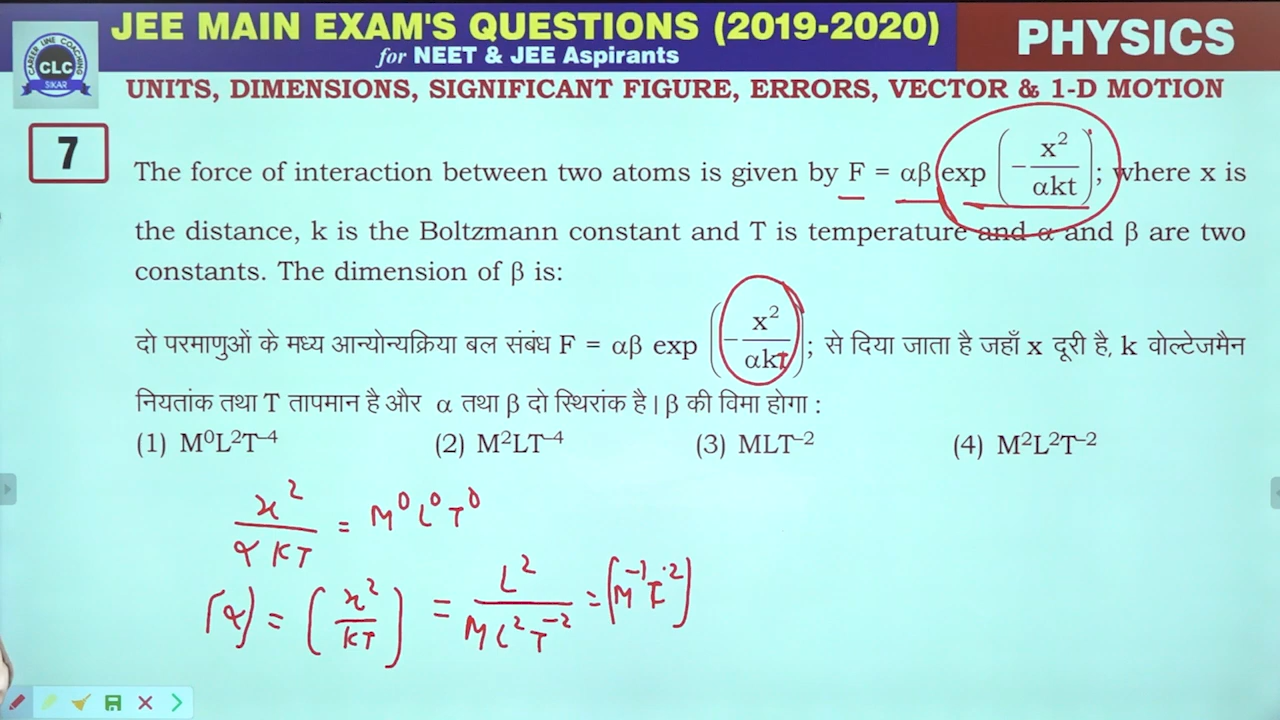 JEE MAIN EXAM'S QUESTIONS (2019-2020)
for NEET & JEE Aspirants
PHYSICS
CAREER LINE COACHING
CLC
SIKAR
UNITS, DIMENSIONS, SIGNIFICANT FIGURE, ERRORS, VECTOR & 1-D MOTION
7
The force of interaction between two atoms is given by F = αβ exp (−x²/αkt); where x is
the distance, k is the Boltzmann constant and T is temperature and α and β are two
constants. The dimension of β is:
दो परमाणुओं के मध्य आन्योन्यक्रिया बल संबंध F = αβ exp (−x²/αkt); से दिया जाता है जहाँ x दूरी है, k वोल्टेजमैन
नियतांक तथा T तापमान है और α तथा β दो स्थिरांक है। β की विमा होगा :
(1) M⁰L²T⁻⁴ (2) M²LT⁻⁴ (3) MLT⁻² (4) M²L²T⁻²
x²/αKT = M⁰L⁰T⁰
[α] = [x²/KT] = L²/ML²T⁻² = [M⁻¹T²]